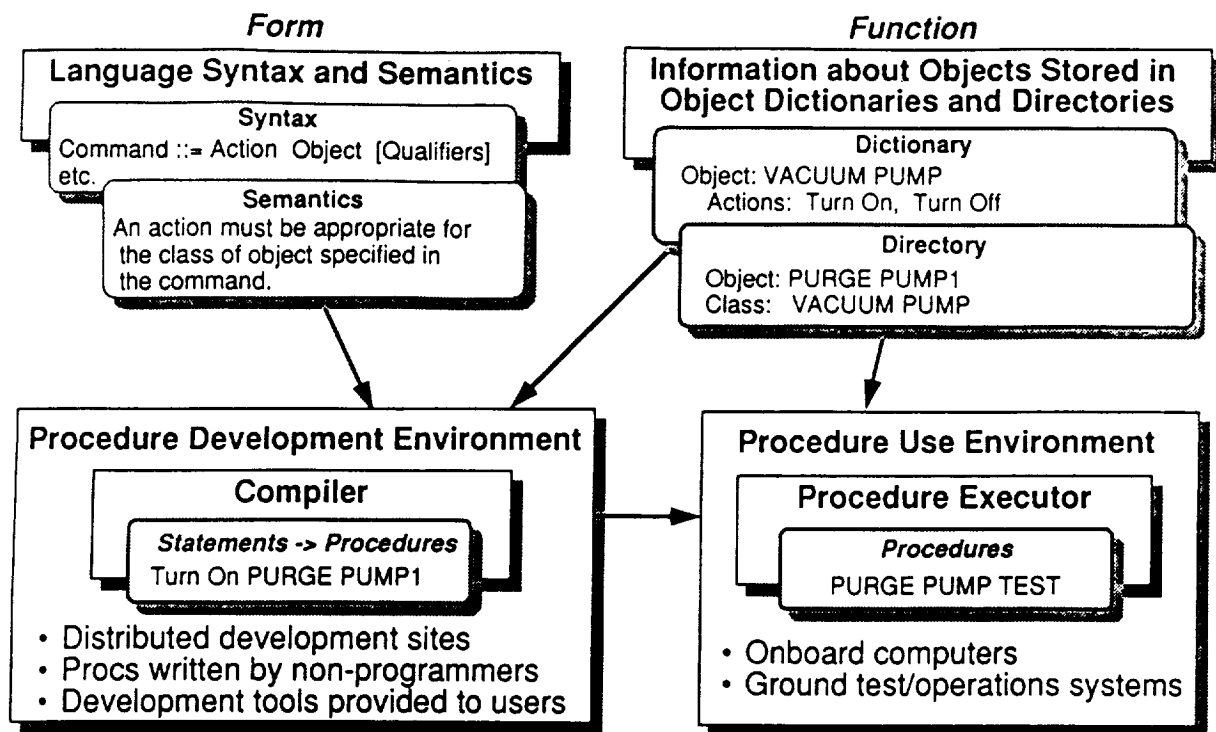 Form
Language Syntax and Semantics
Syntax
Command ::= Action Object [Qualifiers]
etc.
Semantics
An action must be appropriate for
the class of object specified in
the command.
Function
Information about Objects Stored in
Object Dictionaries and Directories
Dictionary
Object: VACUUM PUMP
Actions: Turn On, Turn Off
Directory
Object: PURGE PUMP1
Class: VACUUM PUMP
Procedure Development Environment
Compiler
Statements -> Procedures
Turn On PURGE PUMP1
• Distributed development sites
• Procs written by non-programmers
• Development tools provided to users
Procedure Use Environment
Procedure Executor
Procedures
PURGE PUMP TEST
• Onboard computers
• Ground test/operations systems